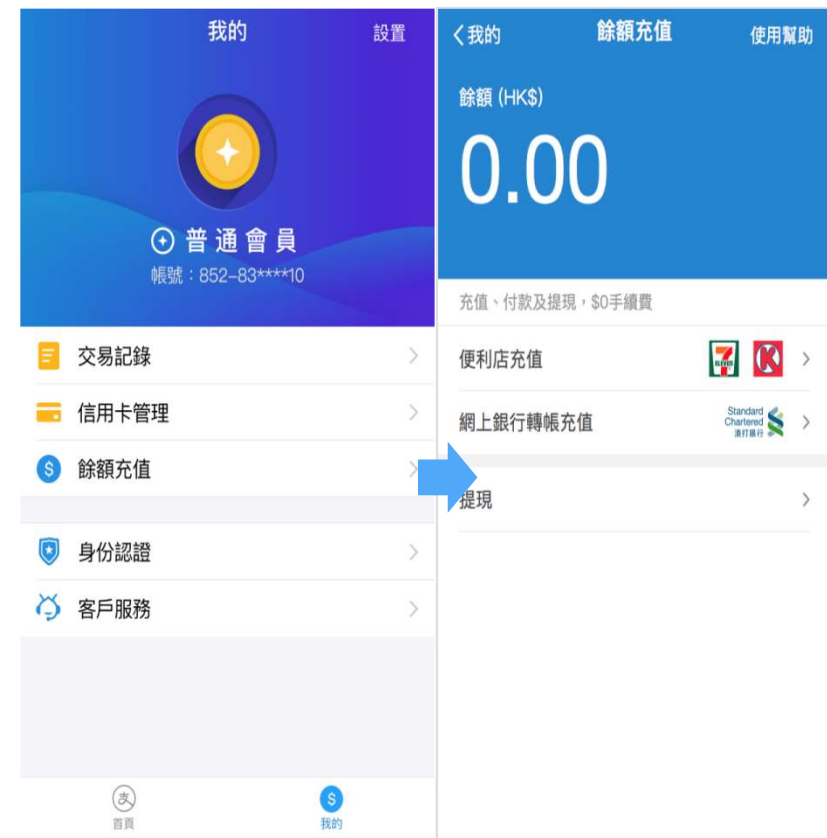 我的
設置
普通會員
帳號：852-83****10
交易記錄
信用卡管理
餘額充值
身份認證
客戶服務
支
首頁
$
我的
我的
餘額充值
使用幫助
餘額 (HK$)
0.00
充值、付款及提現，$0手續費
便利店充值
7 ELEVEN
K
網上銀行轉帳充值
Standard
Chartered
渣打銀行
提現